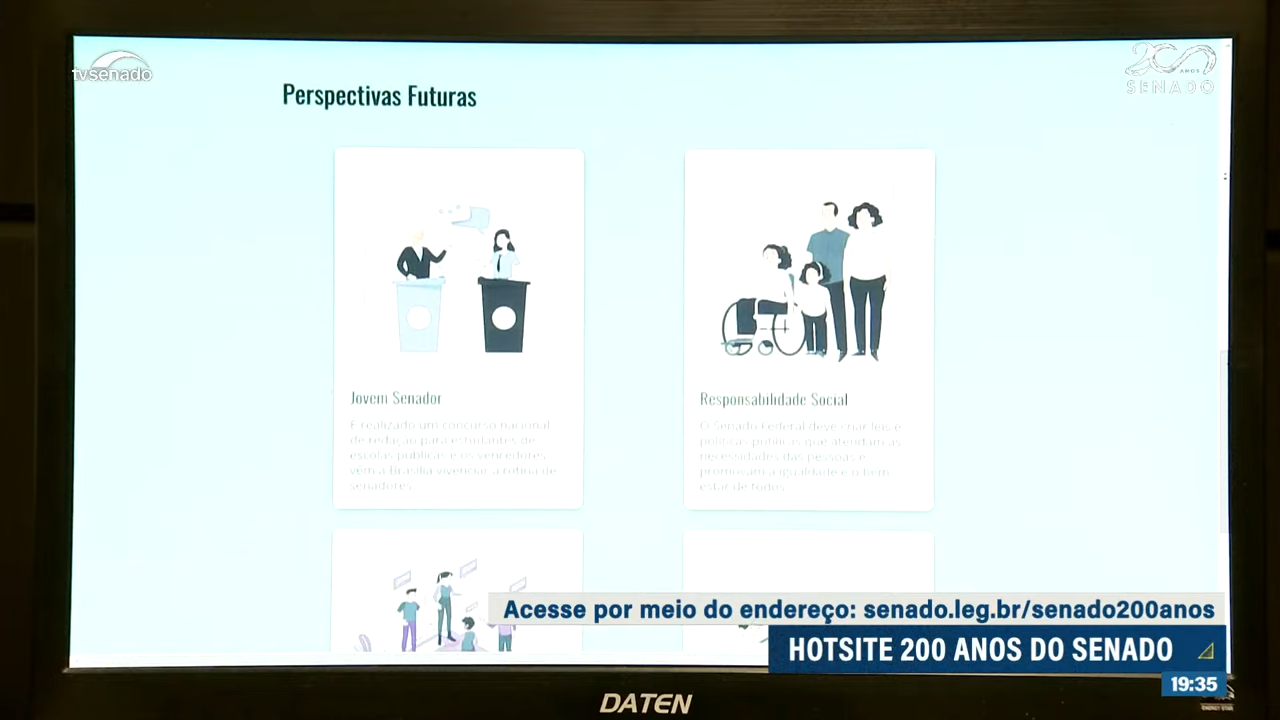 tvsenado
200
ANOS
SENADO
Perspectivas Futuras
Jovem Senador
É realizado um concurso nacional
de redação para estudantes de
escolas públicas e os vencedores
vêm a Brasília vivenciar a rotina de
senadores
Responsabilidade Social
O Senado Federal deve criar leis e
políticas públicas que atendam as
necessidades das pessoas e
promovam a igualdade e o bem
estar de todos
Acesse por meio do endereço: senado.leg.br/senado200anos
HOTSITE 200 ANOS DO SENADO
19:35
DATEN
ENERGY STAR